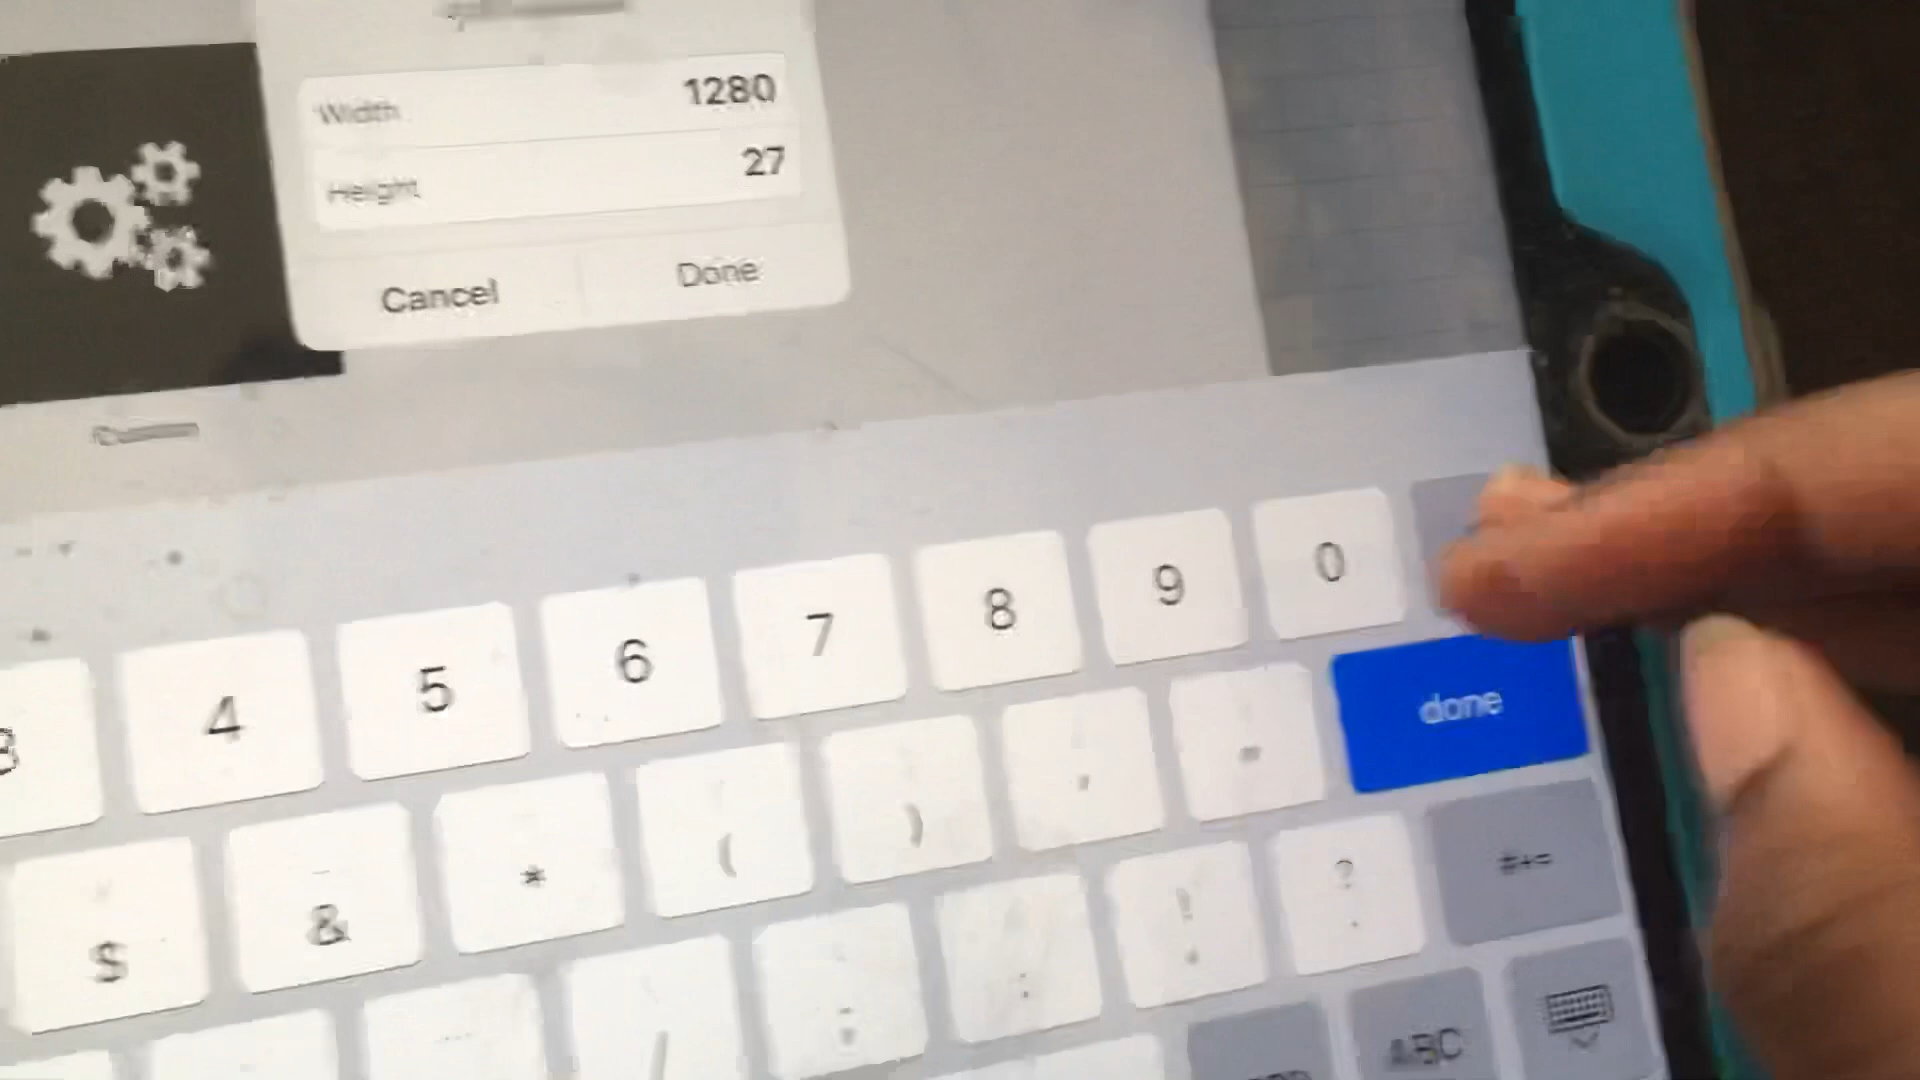 Width 1280
Height 27
Cancel Done
4 5 6 7 8 9 0
done
$ & * ( )
#+=
! ?
ABC